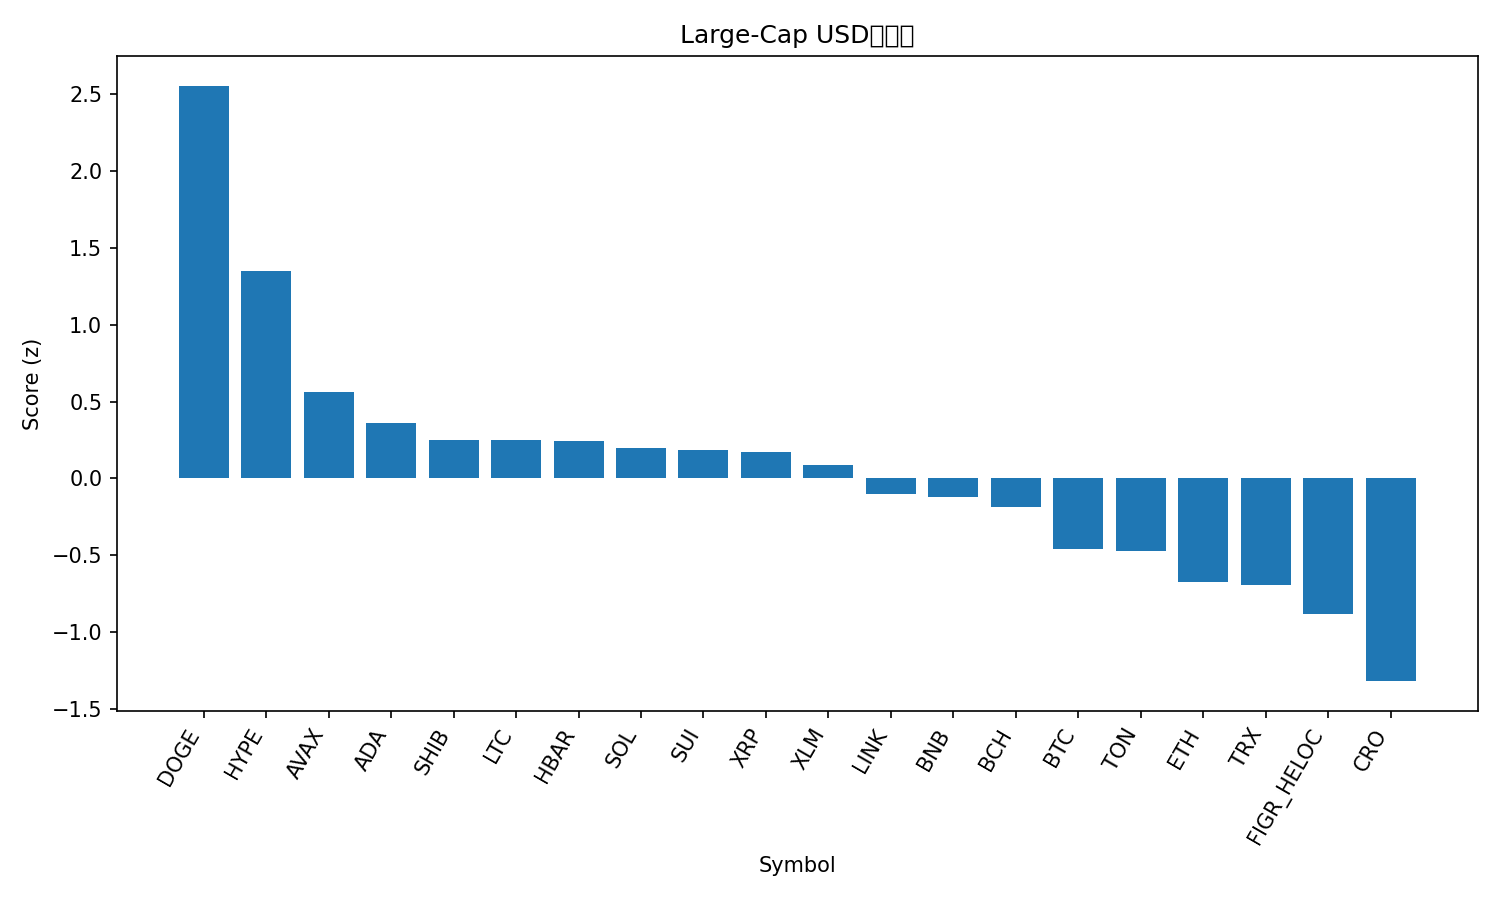 Large-Cap USD
Score (z)
2.5
2.0
1.5
1.0
0.5
0.0
−0.5
−1.0
−1.5
DOGE
HYPE
AVAX
ADA
SHIB
LTC
HBAR
SOL
SUI
XRP
XLM
LINK
BNB
BCH
BTC
TON
ETH
TRX
FIGR_HELOC
CRO
Symbol